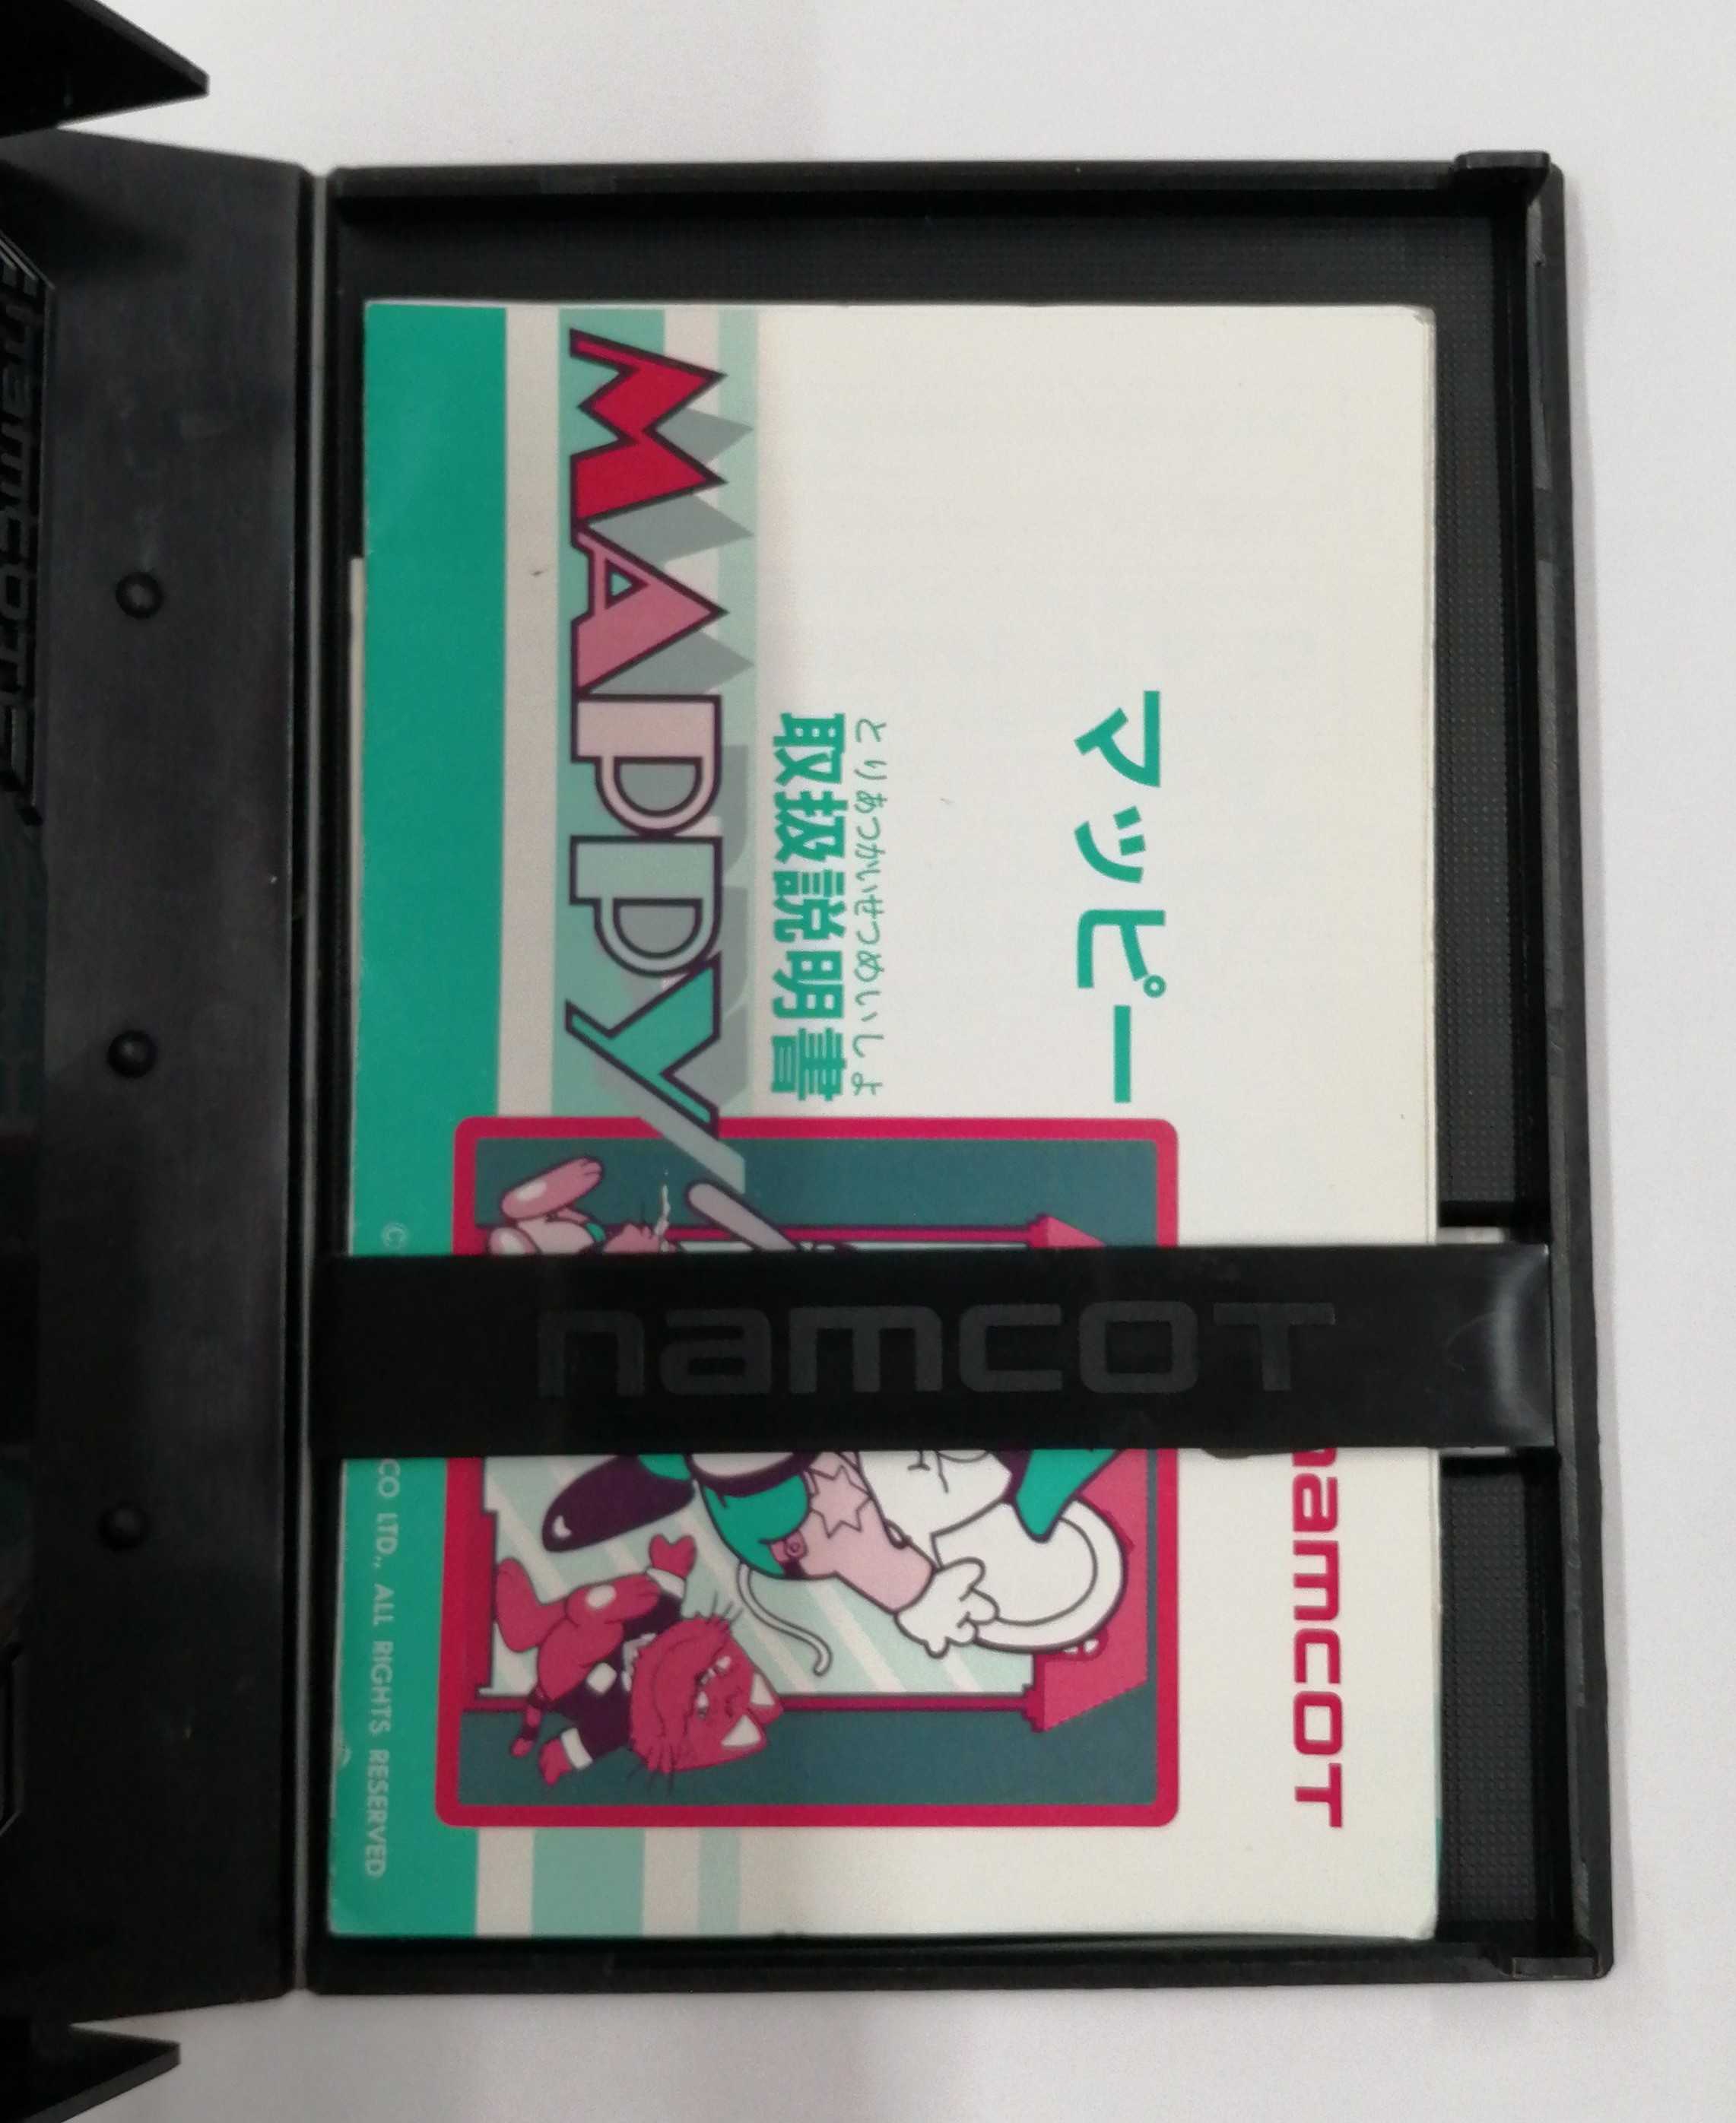 namcot
マッピー
とりあつかいせつめいしょ
取扱説明書
MAPPY
namcot
CO LTD., ALL RIGHTS RESERVED
namcot